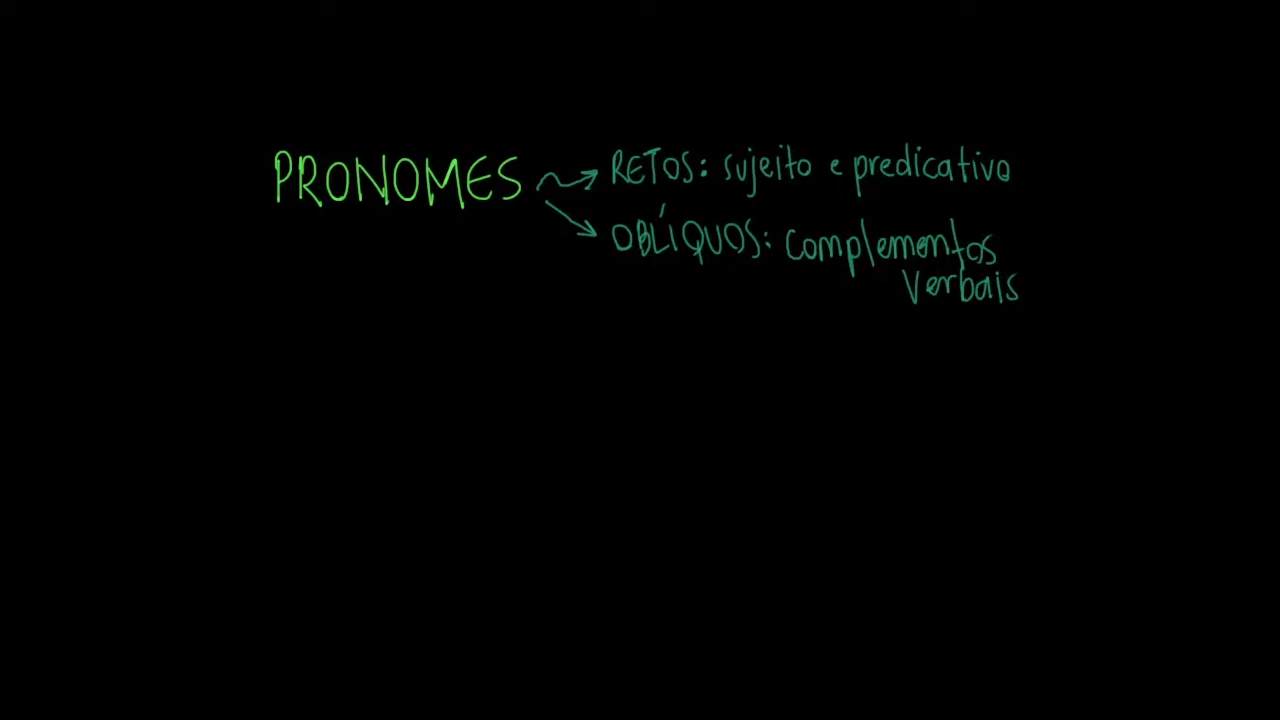 PRONOMES
RETOS: sujeito e predicativo
OBLÍQUOS: complementos
verbais